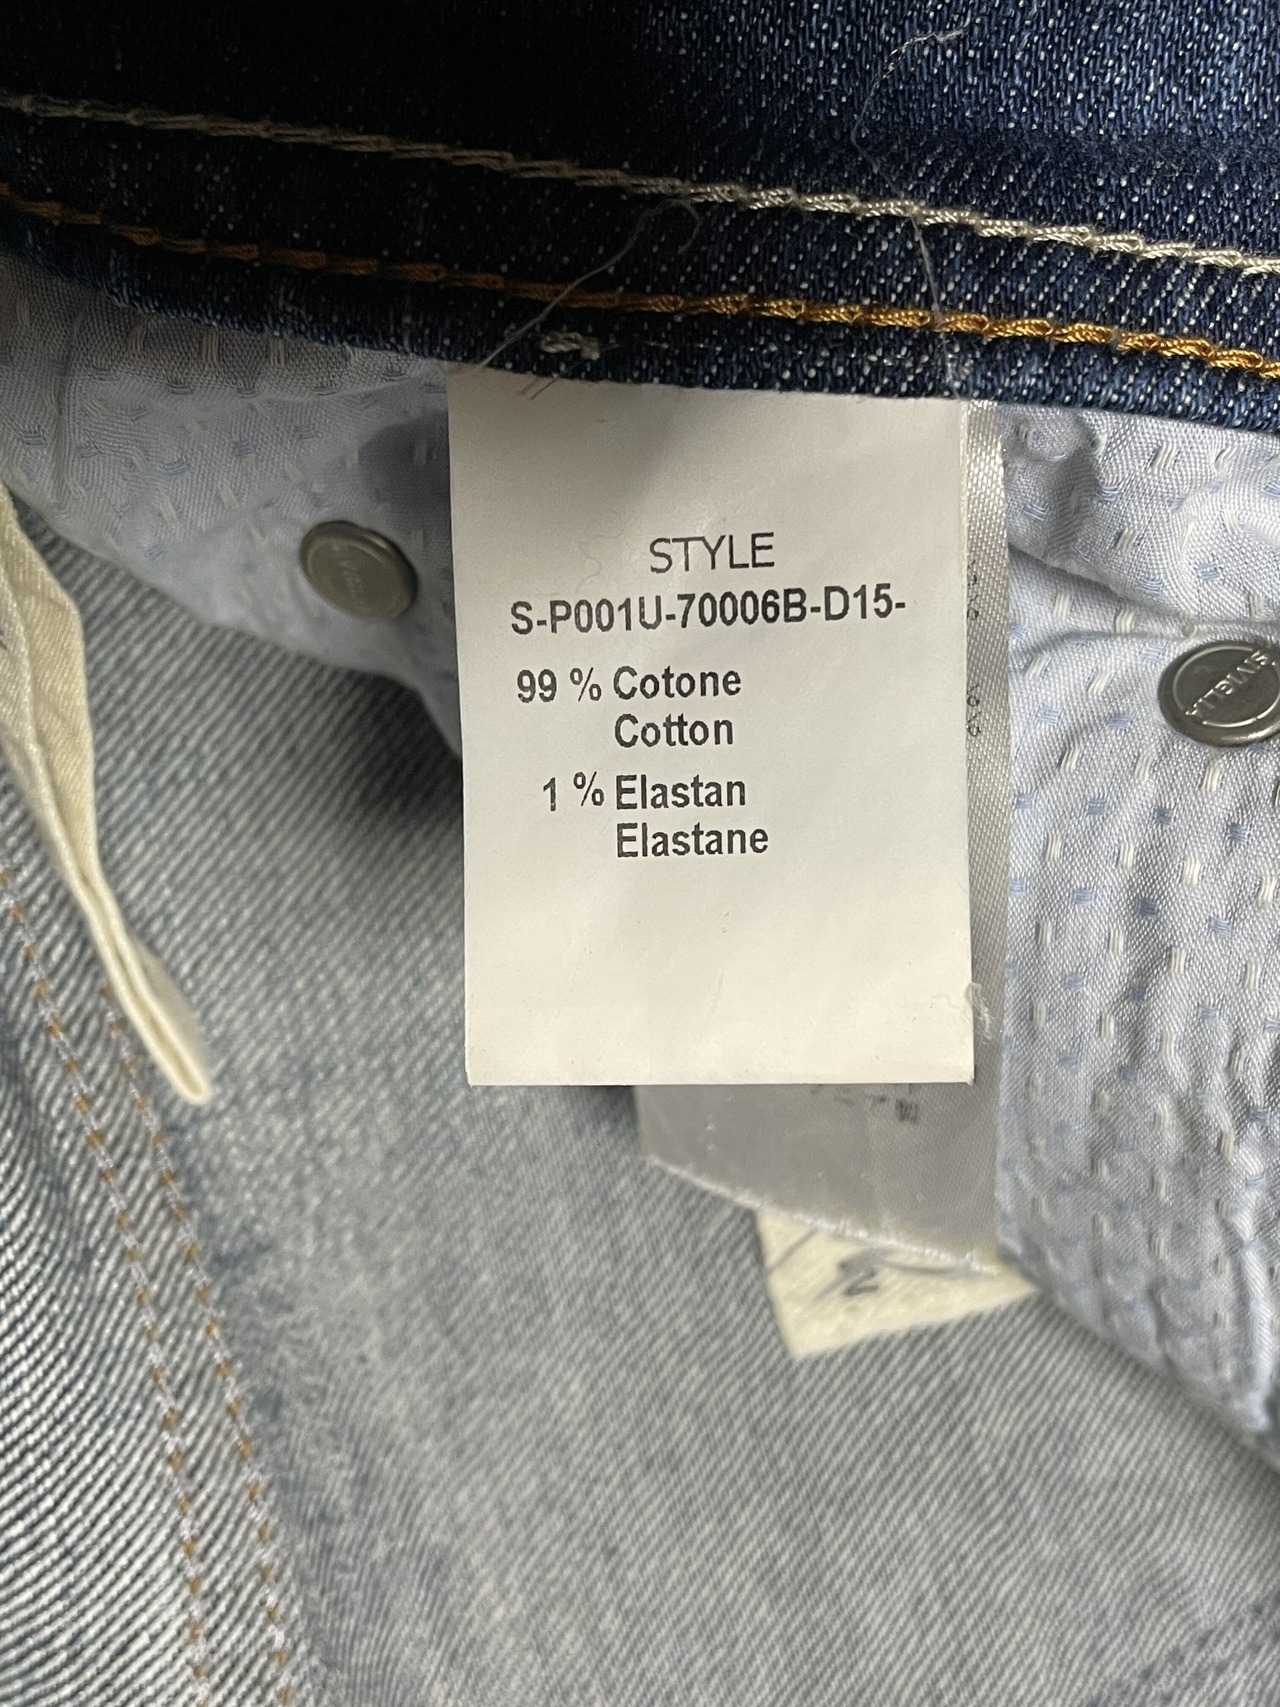 STYLE
S-P001U-70006B-D15-
99 % Cotone
Cotton
1 % Elastan
Elastane